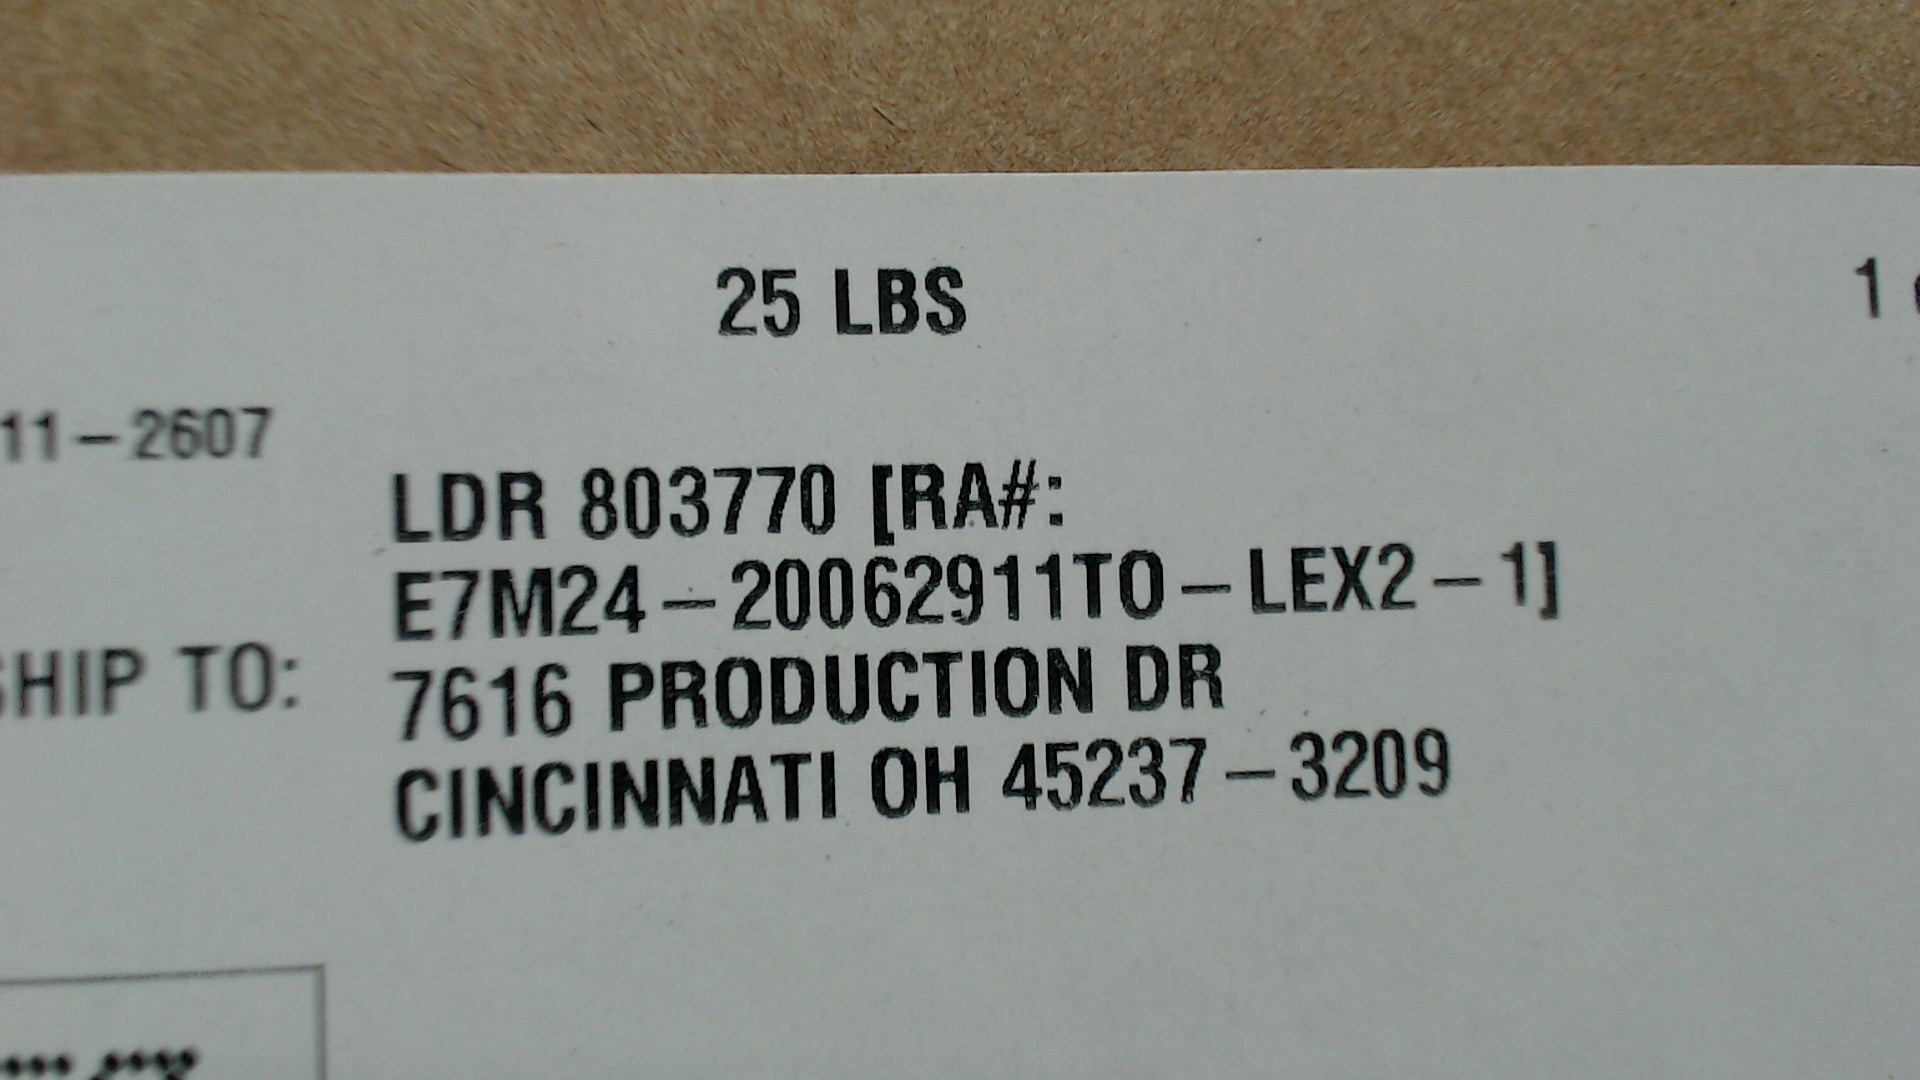 25 LBS
1
11-2607
LDR 803770 [RA#:
E7M24-20062911TO-LEX2-1]
SHIP TO: 7616 PRODUCTION DR
CINCINNATI OH 45237-3209